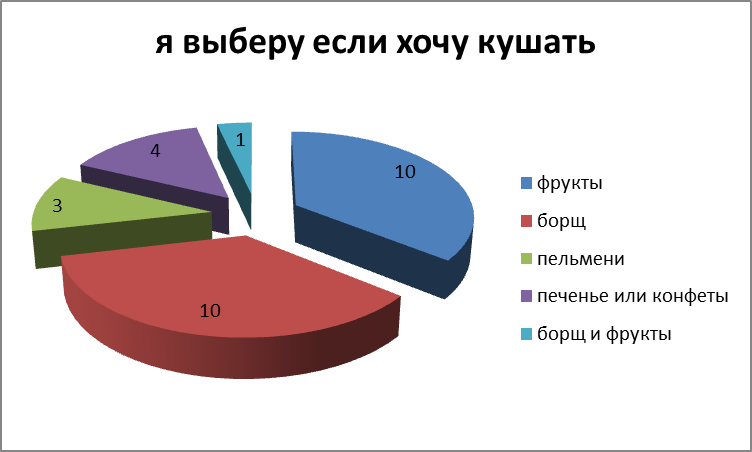 я выберу если хочу кушать
1
4
10
3
10
фрукты
борщ
пельмени
печенье или конфеты
борщ и фрукты